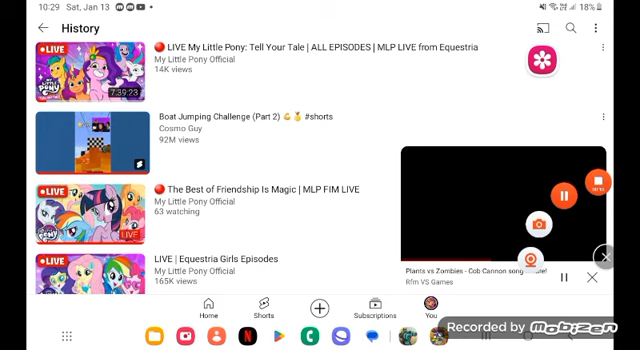 10:29 Sat, Jan 13
18%
History
🔴 LIVE My Little Pony: Tell Your Tale | ALL EPISODES | MLP LIVE from Equestria
My Little Pony Official
14K views
LIVE
7:39:23
Boat Jumping Challenge (Part 2) 💪🏅 #shorts
Cosmo Guy
92M views
LIVE
🔴 The Best of Friendship Is Magic | MLP FIM LIVE
My Little Pony Official
63 watching
LIVE
LIVE
LIVE | Equestria Girls Episodes
My Little Pony Official
165K views
Plants vs Zombies - Cob Cannon song
Rfm VS Games
Home
Shorts
Subscriptions
You
Recorded by Mobizen